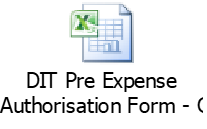 DIT Pre Expense
Authorisation Form -